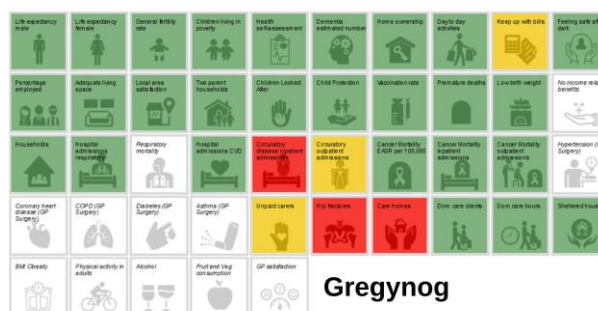 Life expectancy male
Life expectancy female
General fertility rate
Children living in poverty
Health selfassessment
Dementia estimated number
Home ownership
Day to day activities
Keep up with bills
Feeling safe aft
dark
Percentage employed
Adequate living space
Local area satisfaction
Two parent households
Children Looked After
Child Protection
Vaccination rate
Premature deaths
Low birth weight
No income rela
benefits
Households
Hospital admissions respiratory
Respiratory mortality
Hospital admissions CVD
Circulatory disease inpatient admissions
Circulatory outpatient admissions
Cancer Mortality EASR per 100,000
Cancer Mortality inpatient admissions
Cancer Mortality outpatient admissions
Hypertension (G
Surgery)
Coronary heart disease (GP Surgery)
COPD (GP Surgery)
Diabetes (GP Surgery)
Asthma (GP Surgery)
Unpaid carers
Hip fractures
Care homes
Dom care clients
Dom care hours
Sheltered hous
BMI Obesity
Physical activity in adults
Alcohol
Fruit and Veg consumption
GP satisfaction
Gregynog